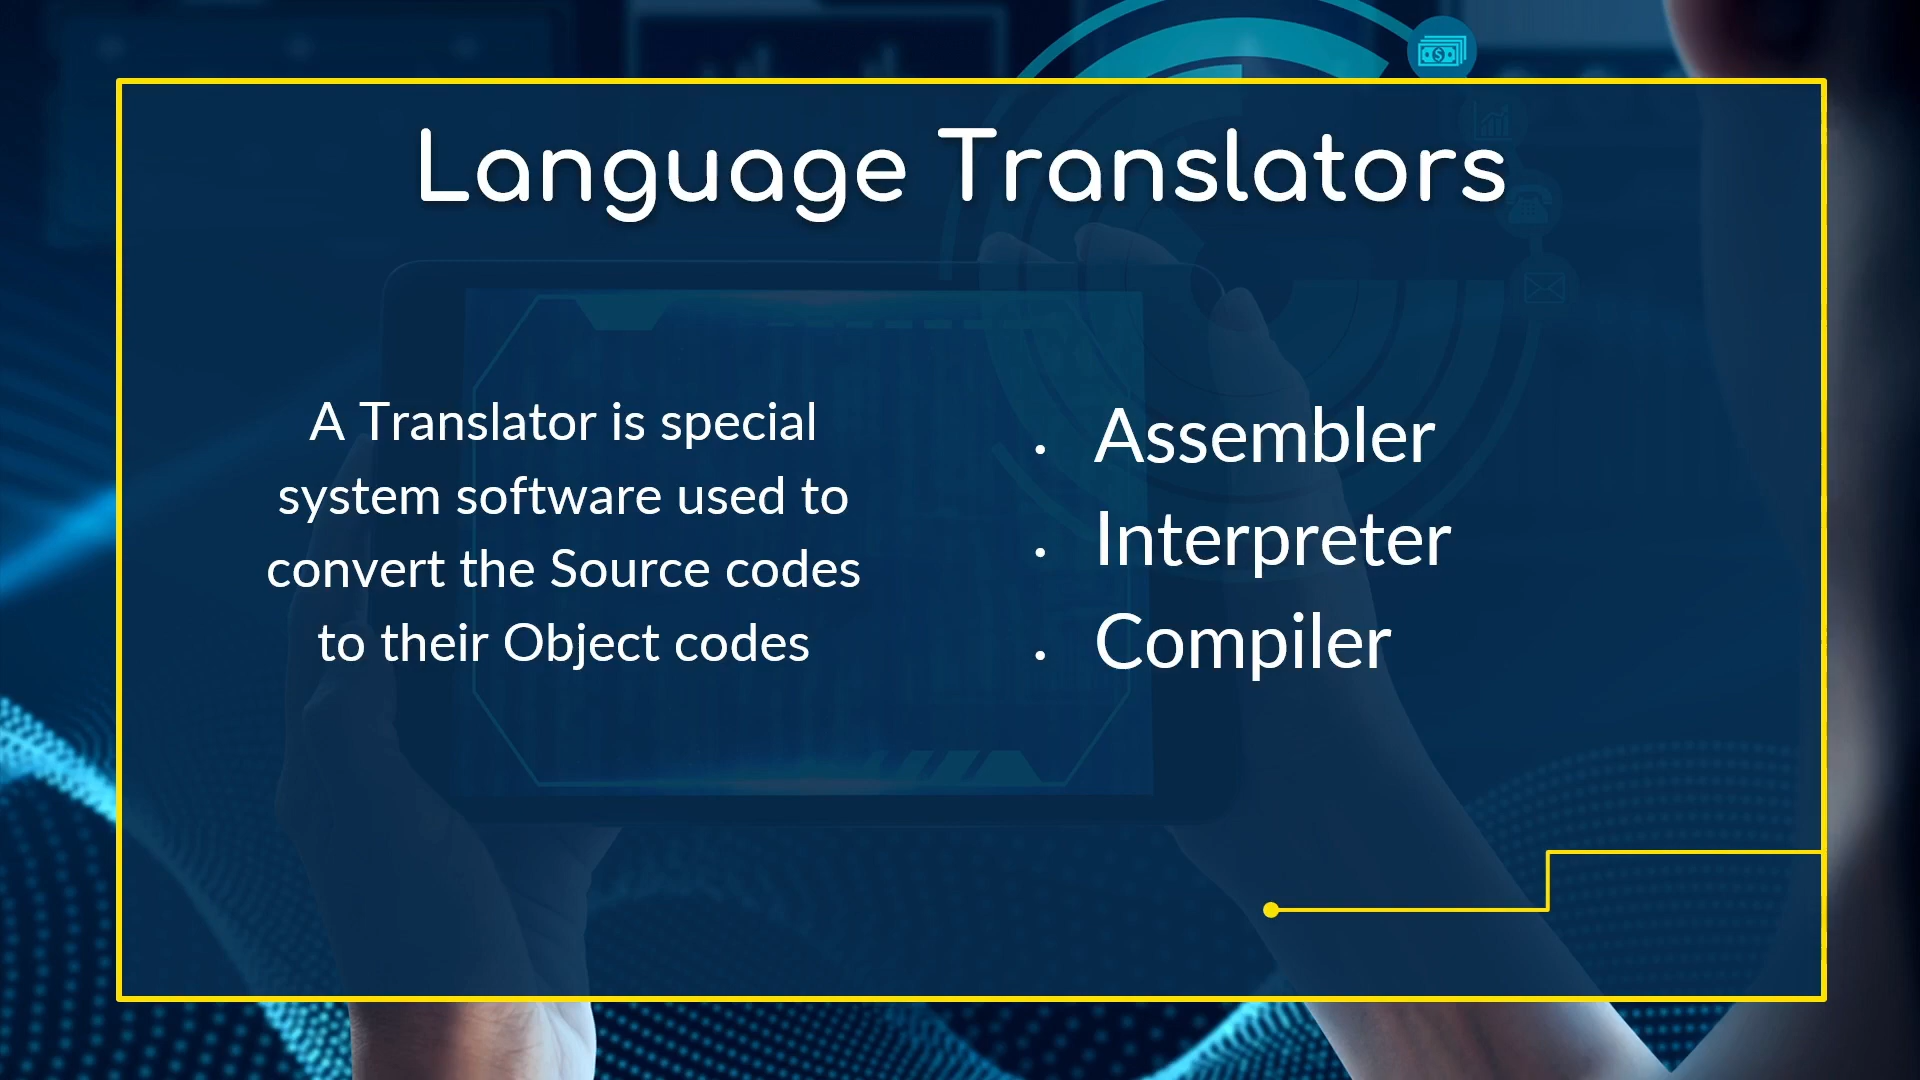 Language Translators
A Translator is special
system software used to
convert the Source codes
to their Object codes
• Assembler
• Interpreter
• Compiler